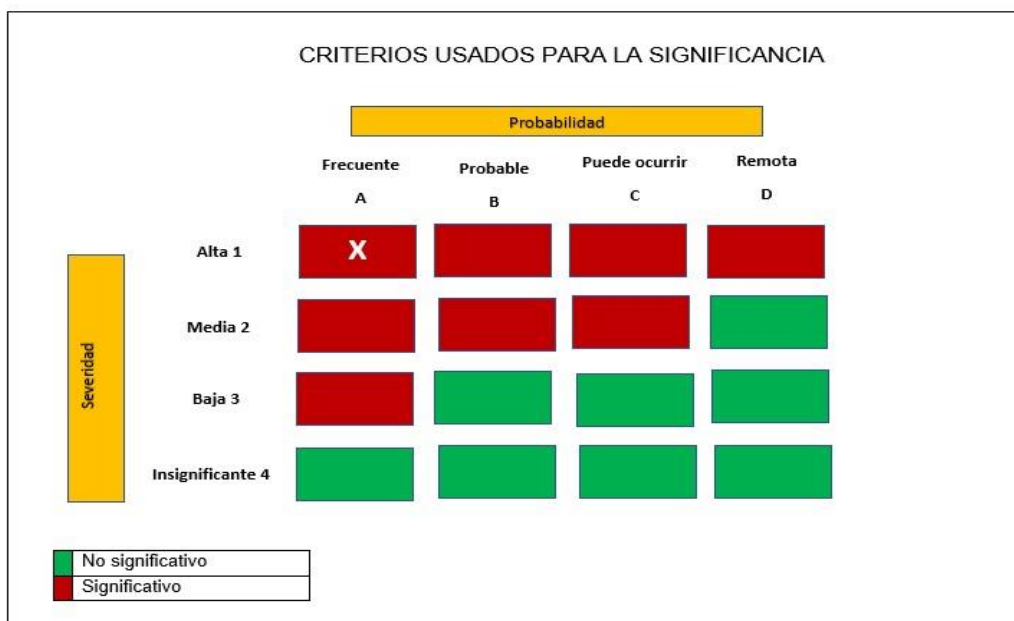 CRITERIOS USADOS PARA LA SIGNIFICANCIA
Probabilidad
Frecuente Probable Puede ocurrir Remota
A B C D
Alta 1 X
Media 2
Baja 3
Insignificante 4
Severidad
No significativo
Significativo